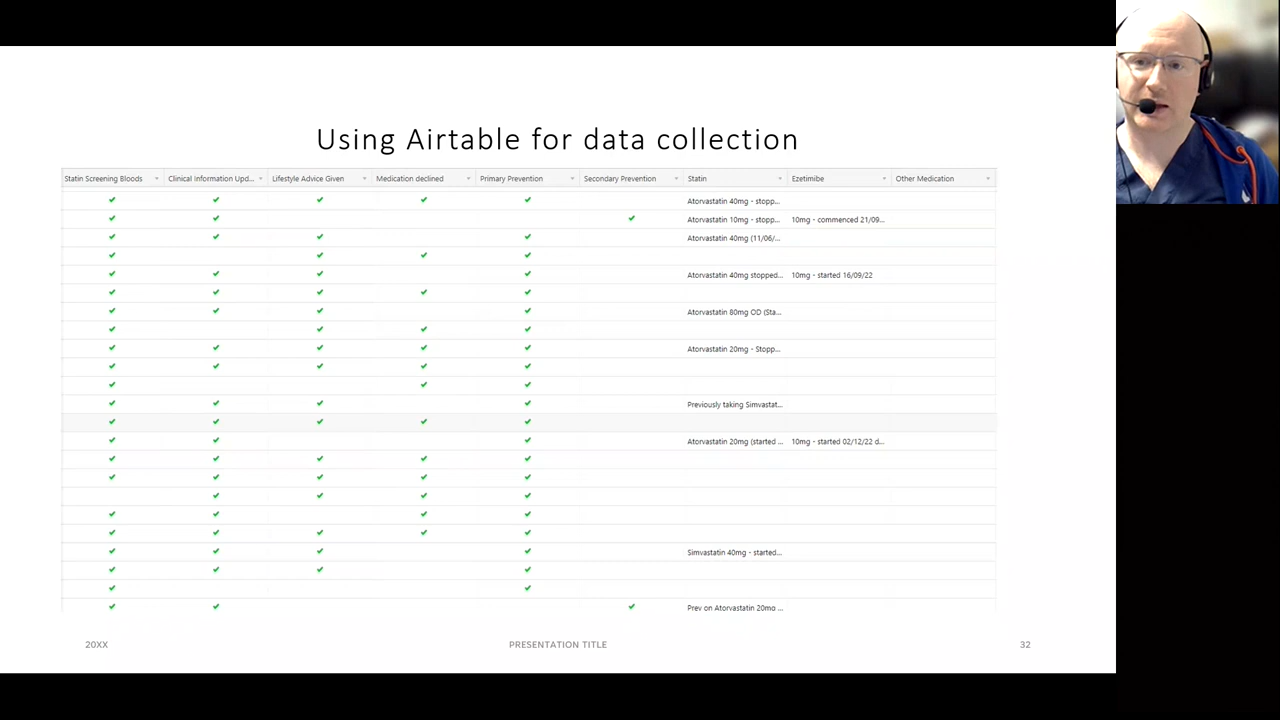 Using Airtable for data collection
Statin Screening Bloods Clinical Information Upd... Lifestyle Advice Given Medication declined Primary Prevention Secondary Prevention Statin Ezetimibe Other Medication
Atorvastatin 40mg - stopp...
Atorvastatin 10mg - stopp... 10mg - commenced 21/09...
Atorvastatin 40mg (11/06/...
Atorvastatin 40mg stopped... 10mg - started 16/09/22
Atorvastatin 80mg OD (Sta...
Atorvastatin 20mg - Stopp...
Previously taking Simvastat...
Atorvastatin 20mg (started ... 10mg - started 02/12/22 d...
Simvastatin 40mg - started...
Prev on Atorvastatin 20mg ...
20XX PRESENTATION TITLE 32